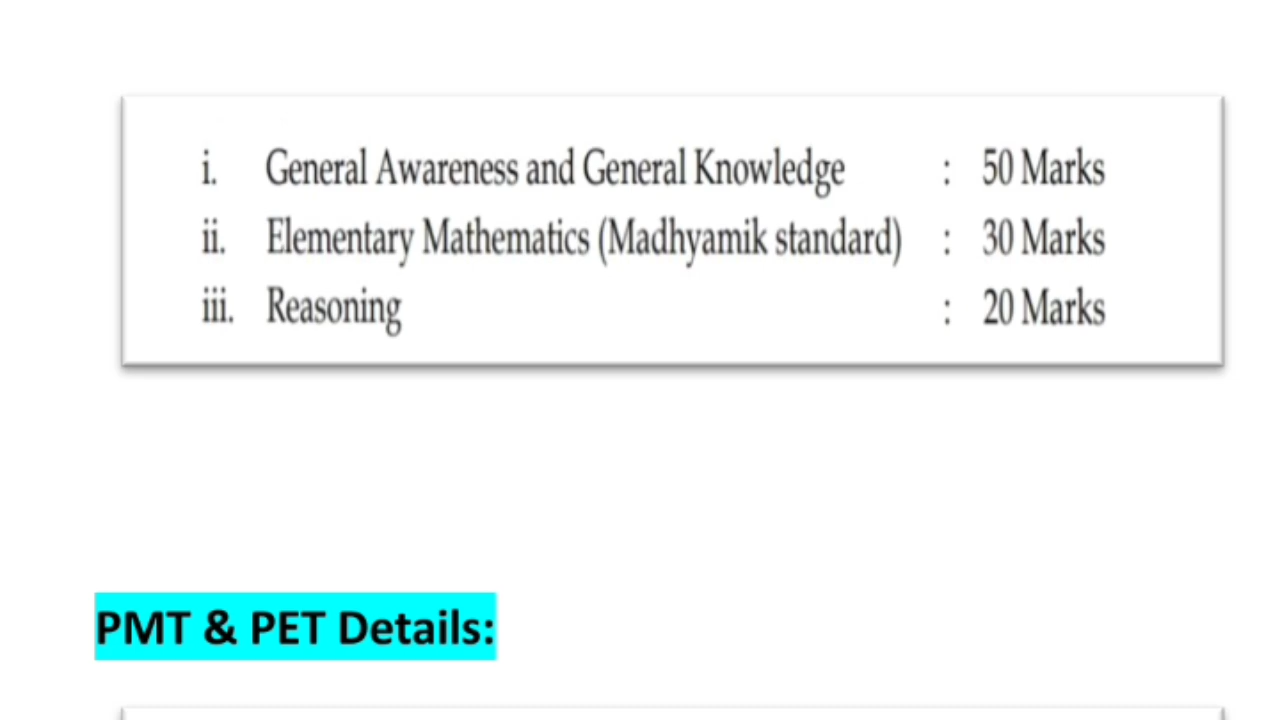 i. General Awareness and General Knowledge : 50 Marks
ii. Elementary Mathematics (Madhyamik standard) : 30 Marks
iii. Reasoning : 20 Marks
PMT & PET Details: